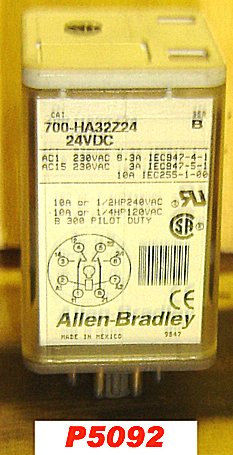 CAT SER
700-HA32Z24 B
24VDC
AC1 230VAC 8.3A IEC947-4-1
AC15 230VAC 3A IEC947-5-1
10A IEC255-1-00
10A or 1/2HP240VAC
10A or 1/4HP120VAC
B 300 PILOT DUTY
SA
Allen-Bradley
CE
MADE IN MEXICO 9847
P5092